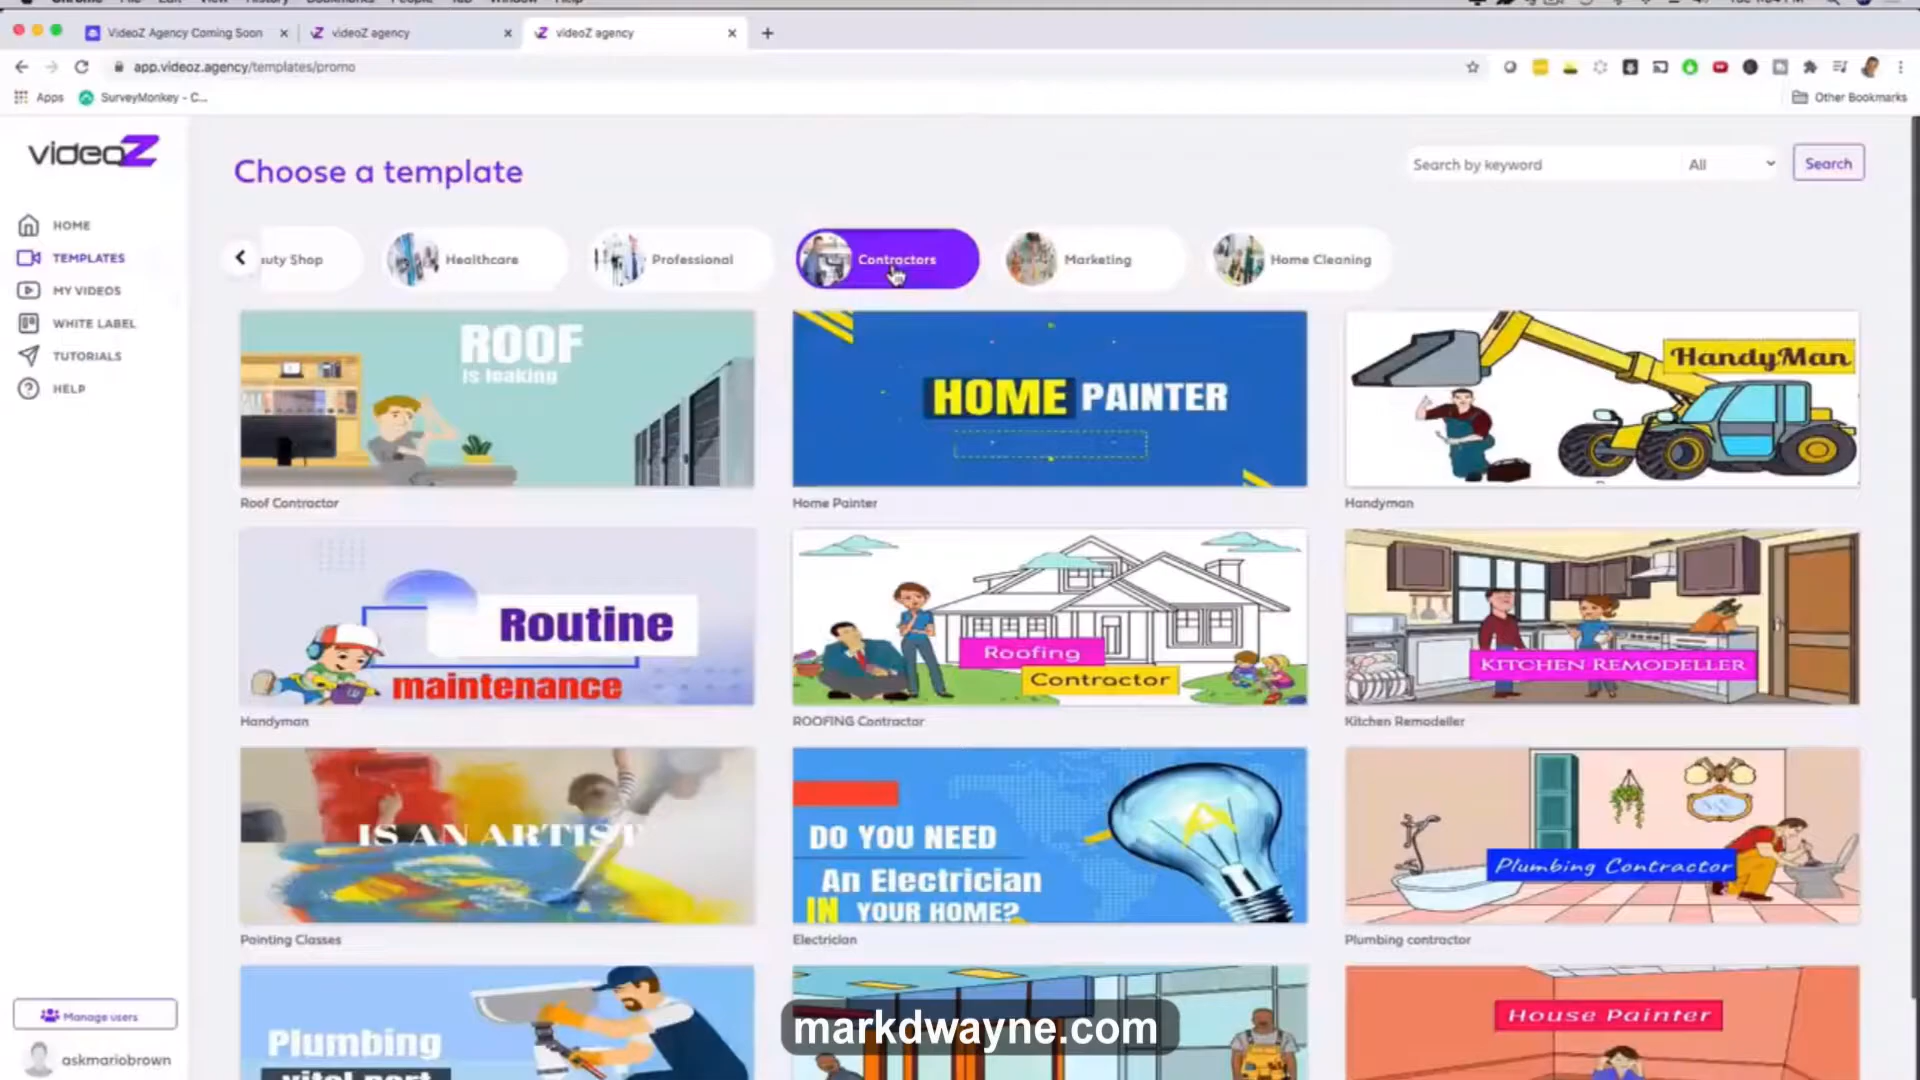 VideoZ Agency Coming Soon
videoZ agency
videoZ agency
app.videoz.agency/templates/promo
Apps
SurveyMonkey - C...
Other Bookmarks
videoZ
Choose a template
Search by keyword
All
Search
HOME
TEMPLATES
MY VIDEOS
WHITE LABEL
TUTORIALS
HELP
uty Shop
Healthcare
Professional
Contractors
Marketing
Home Cleaning
ROOF
is leaking
HOME PAINTER
HandyMan
Roof Contractor
Home Painter
Handyman
Routine
maintenance
Roofing
Contractor
KITCHEN REMODELLER
Handyman
ROOFING Contractor
Kitchen Remodeller
IS AN ARTIST
DO YOU NEED
An Electrician
IN YOUR HOME?
Plumbing Contractor
Painting Classes
Electrician
Plumbing contractor
Plumbing
vital part
House Painter
Manage users
askmariobrown
markdwayne.com